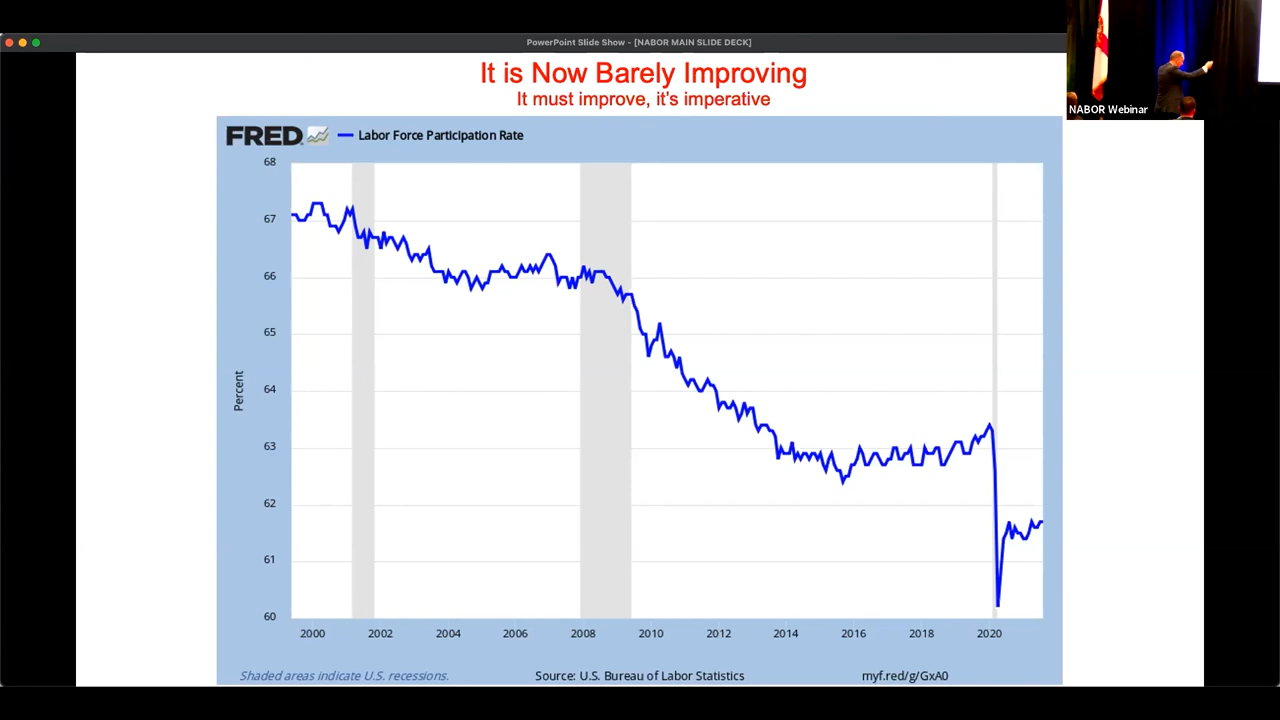 PowerPoint Slide Show - [NABOR MAIN SLIDE DECK]
NABOR Webinar
It is Now Barely Improving
It must improve, it's imperative
FRED
Labor Force Participation Rate
68
67
66
65
64
63
62
61
60
Percent
2000 2002 2004 2006 2008 2010 2012 2014 2016 2018 2020
Shaded areas indicate U.S. recessions. Source: U.S. Bureau of Labor Statistics myf.red/g/GxA0